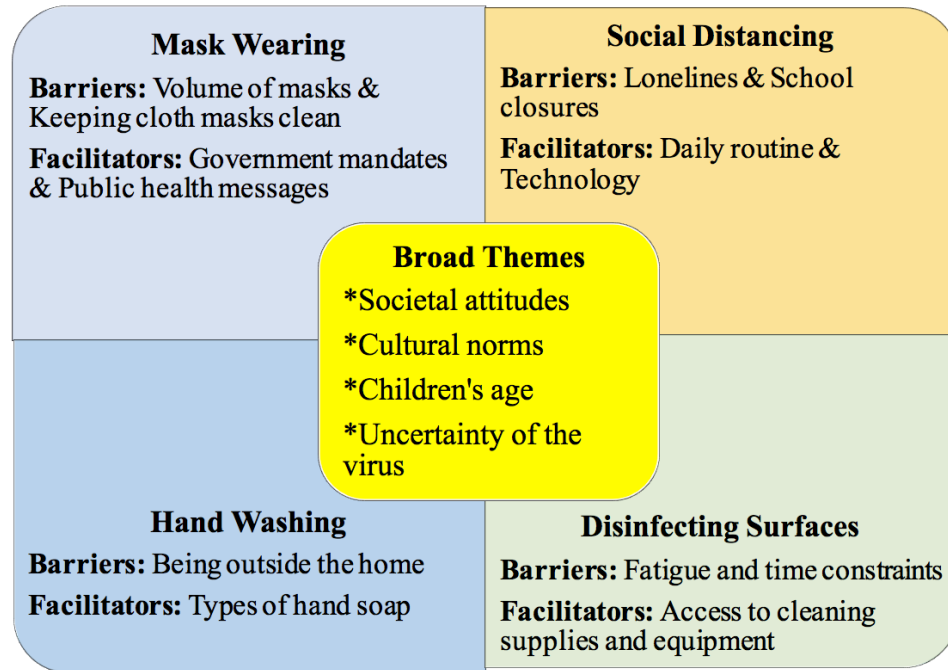 Mask Wearing
Barriers: Volume of masks &
Keeping cloth masks clean
Facilitators: Government mandates
& Public health messages
Social Distancing
Barriers: Lonelines & School
closures
Facilitators: Daily routine &
Technology
Broad Themes
*Societal attitudes
*Cultural norms
*Children's age
*Uncertainty of the
virus
Hand Washing
Barriers: Being outside the home
Facilitators: Types of hand soap
Disinfecting Surfaces
Barriers: Fatigue and time constraints
Facilitators: Access to cleaning
supplies and equipment